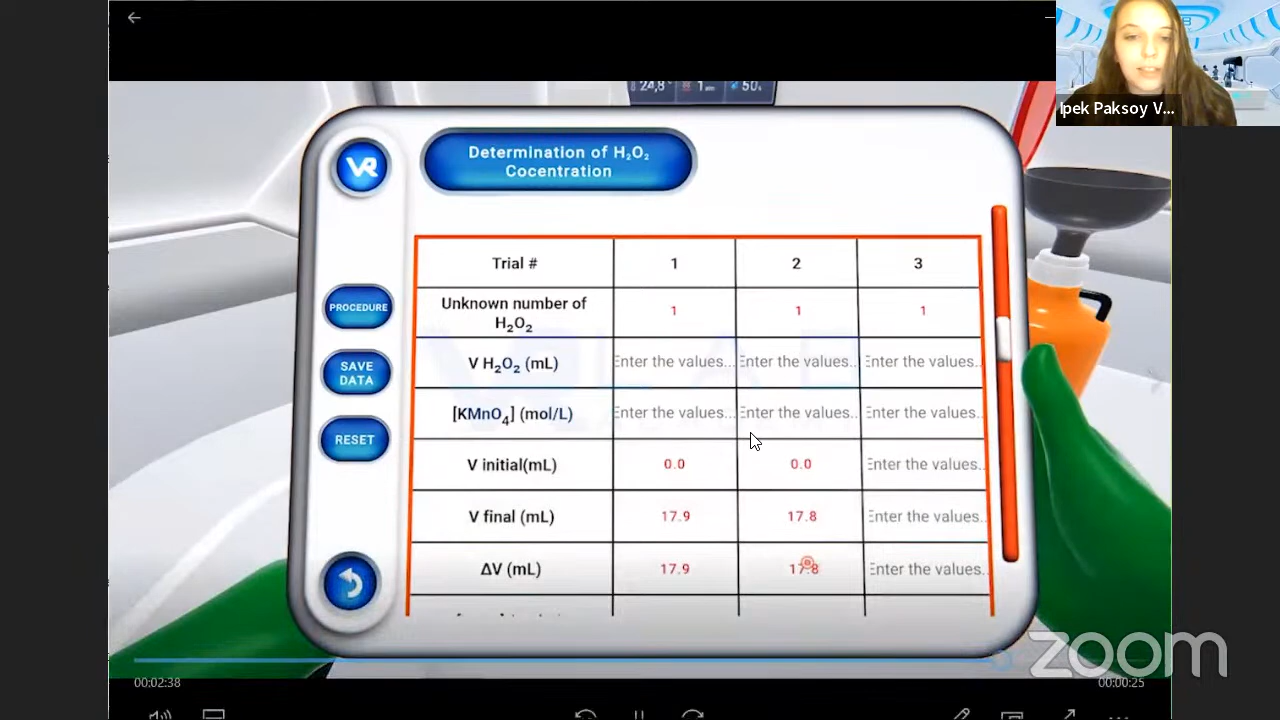 24,8
50
Ipek Paksoy V...
VR
Determination of H₂O₂
Cocentration
Trial # 1 2 3
Unknown number of
H₂O₂ 1 1 1
V H₂O₂ (mL) Enter the values... Enter the values... Enter the values...
[KMnO₄] (mol/L) Enter the values... Enter the values... Enter the values...
V initial(mL) 0.0 0.0 Enter the values...
V final (mL) 17.9 17.8 Enter the values...
ΔV (mL) 17.9 17.8 Enter the values...
PROCEDURE
SAVE
DATA
RESET
zoom
00:02:38
00:00:25